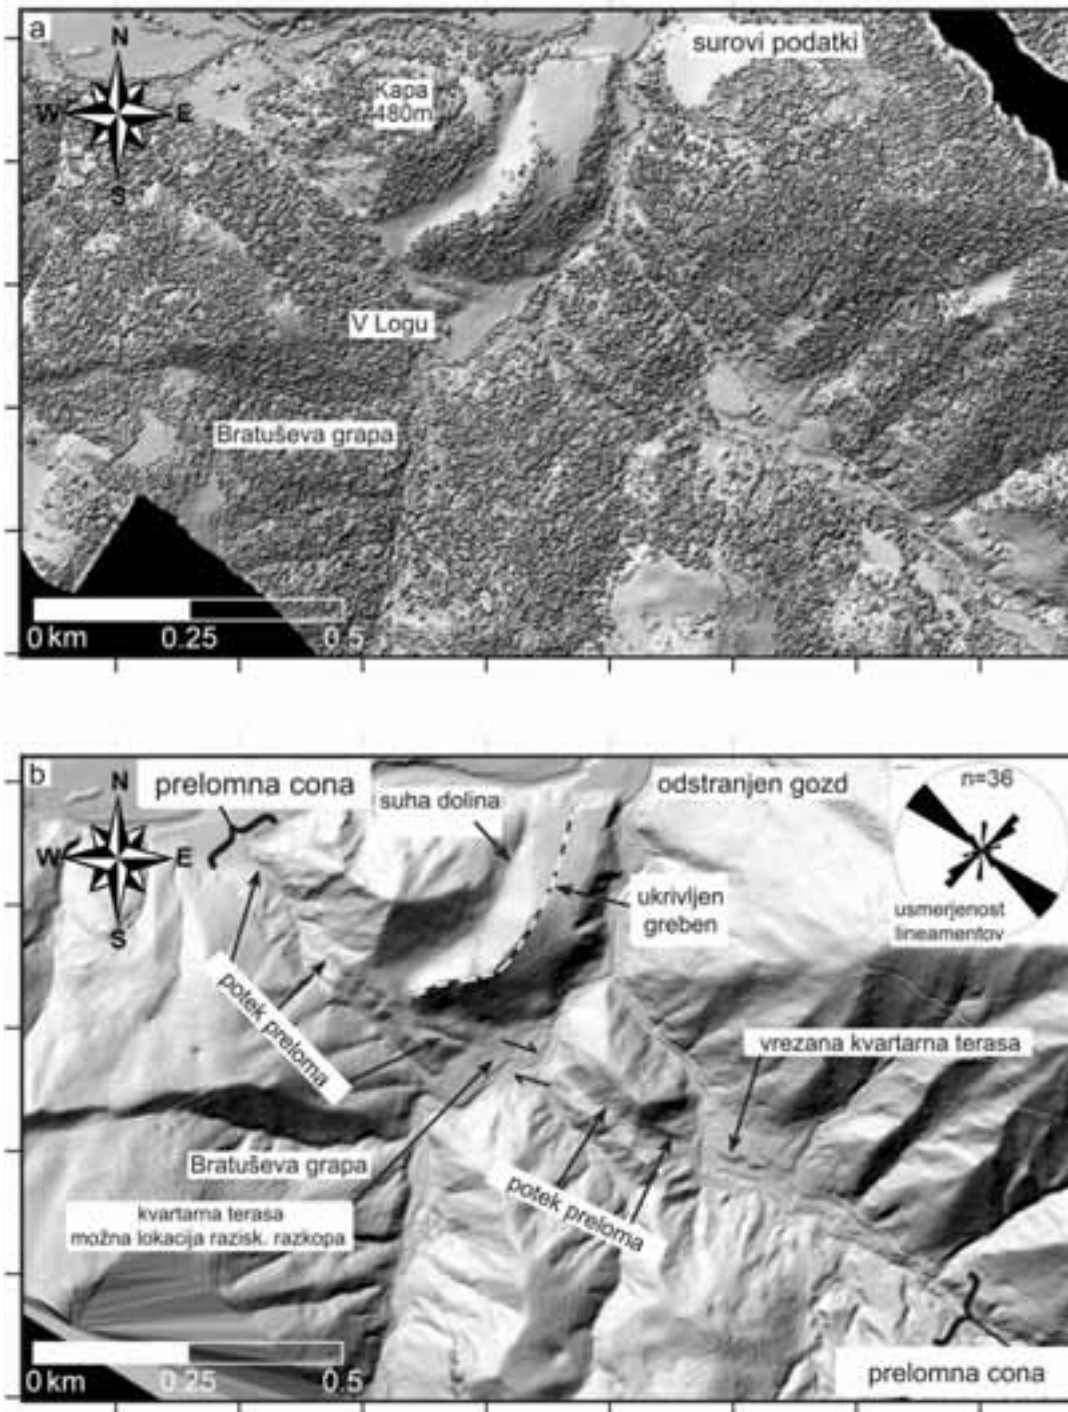 a
N
W
E
S
surovi podatki
Kapa
480m
V Logu
Bratuševa grapa
0 km
0.25
0.5
b
N
W
E
S
prelomna cona
suha dolina
odstranjen gozd
n=36
usmerjenost
lineamentov
ukrivljen
greben
potek preloma
vrezana kvartarna terasa
Bratuševa grapa
potek preloma
kvartarna terasa
možna lokacija razisk. razkopa
0 km
0.25
0.5
prelomna cona